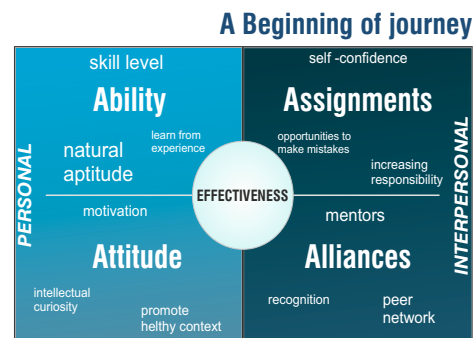 A Beginning of journey
skill level
Ability
learn from
experience
natural
aptitude
self -confidence
Assignments
opportunities to
make mistakes
increasing
responsibility
PERSONAL
EFFECTIVENESS
INTERPERSONAL
motivation
Attitude
intellectual
curiosity
promote
helthy context
mentors
Alliances
recognition
peer
network